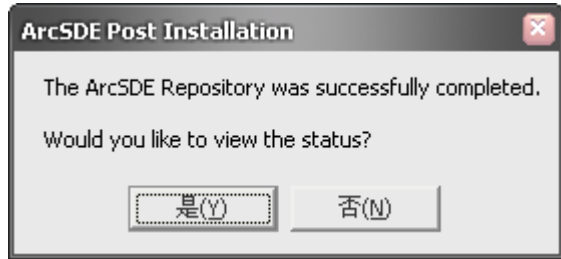 ArcSDE Post Installation
The ArcSDE Repository was successfully completed.
Would you like to view the status?
是(Y) 否(N)